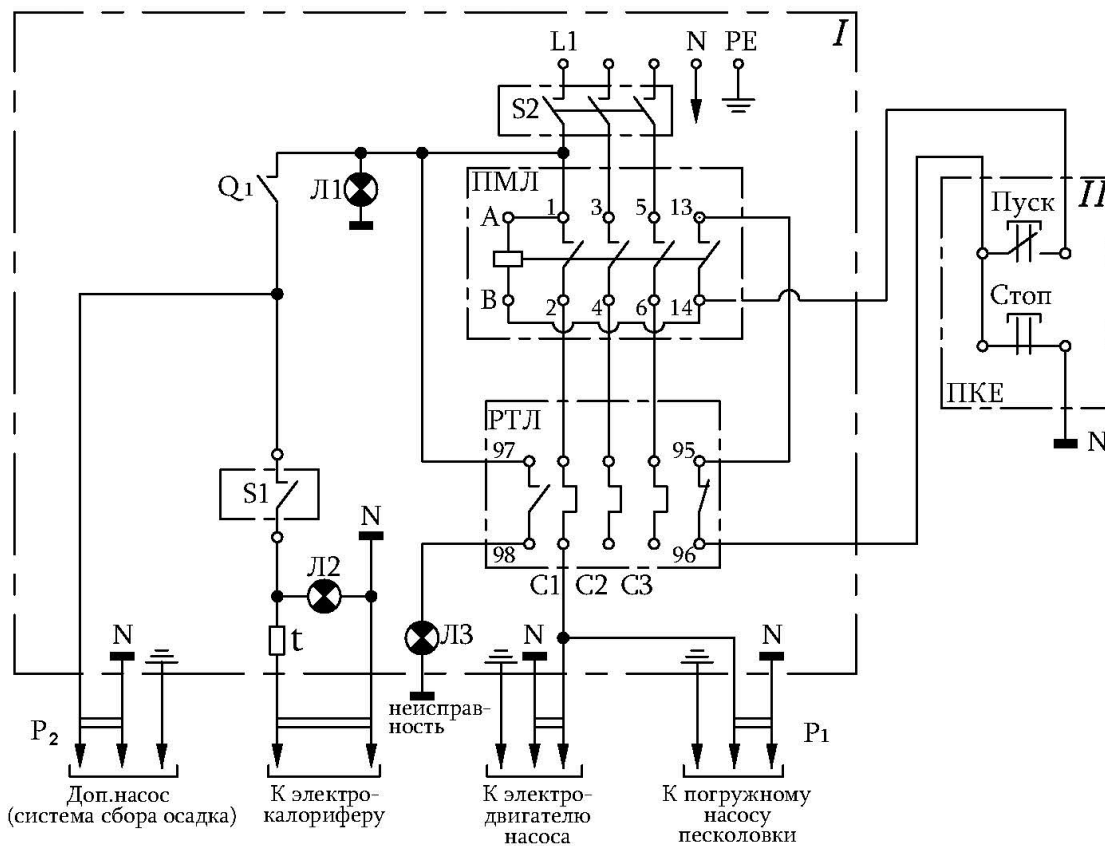 I
L1
N
PE
S2
Q1
Л1
ПМЛ
A
1
3
5
13
B
2
4
6
14
II
Пуск
Стоп
ПКЕ
N
РТЛ
97
95
98
96
C1
C2
C3
S1
N
Л2
t
Л3
неисправ-
ность
N
N
N
P2
P1
Доп.насос
(система сбора осадка)
К электро-
калориферу
К электро-
двигателю
насоса
К погружному
насосу
песколовки